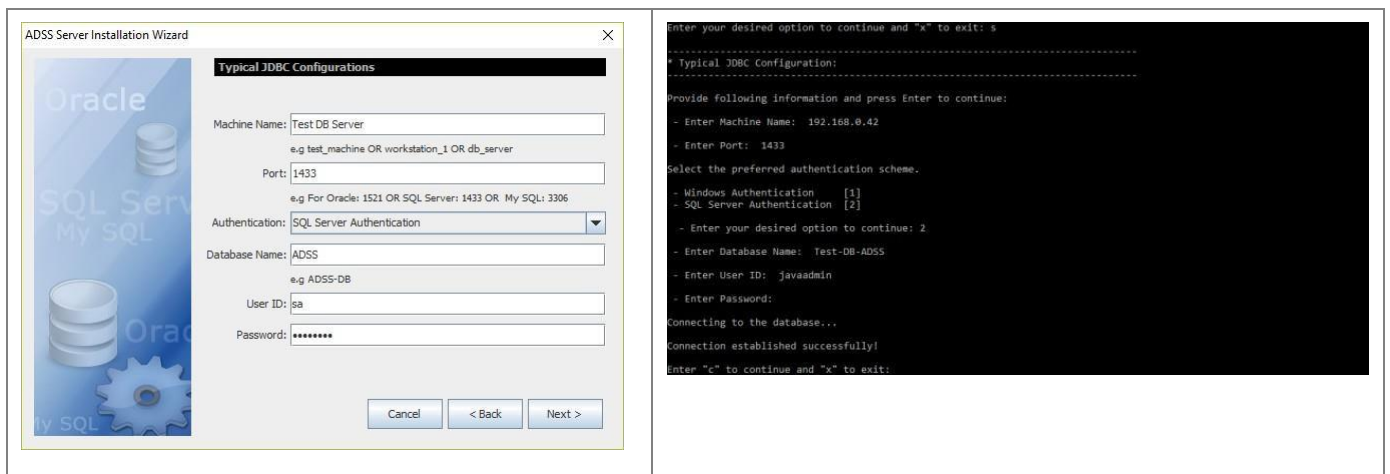 ADSS Server Installation Wizard
Typical JDBC Configurations
Oracle
SQL Serv
My SQL
Orac
My SQL
Machine Name: Test DB Server
e.g test_machine OR workstation_1 OR db_server
Port: 1433
e.g For Oracle: 1521 OR SQL Server: 1433 OR My SQL: 3306
Authentication: SQL Server Authentication
Database Name: ADSS
e.g ADSS-DB
User ID: sa
Password: ••••••••
Cancel
< Back
Next >
Enter your desired option to continue and "x" to exit: s
--------------------------------------------------------------------------------
* Typical JDBC Configuration:
--------------------------------------------------------------------------------
Provide following information and press Enter to continue:
- Enter Machine Name: 192.168.0.42
- Enter Port: 1433
Select the preferred authentication scheme.
- Windows Authentication [1]
- SQL Server Authentication [2]
- Enter your desired option to continue: 2
- Enter Database Name: Test-DB-ADSS
- Enter User ID: javaadmin
- Enter Password:
Connecting to the database...
Connection established successfully!
Enter "c" to continue and "x" to exit: